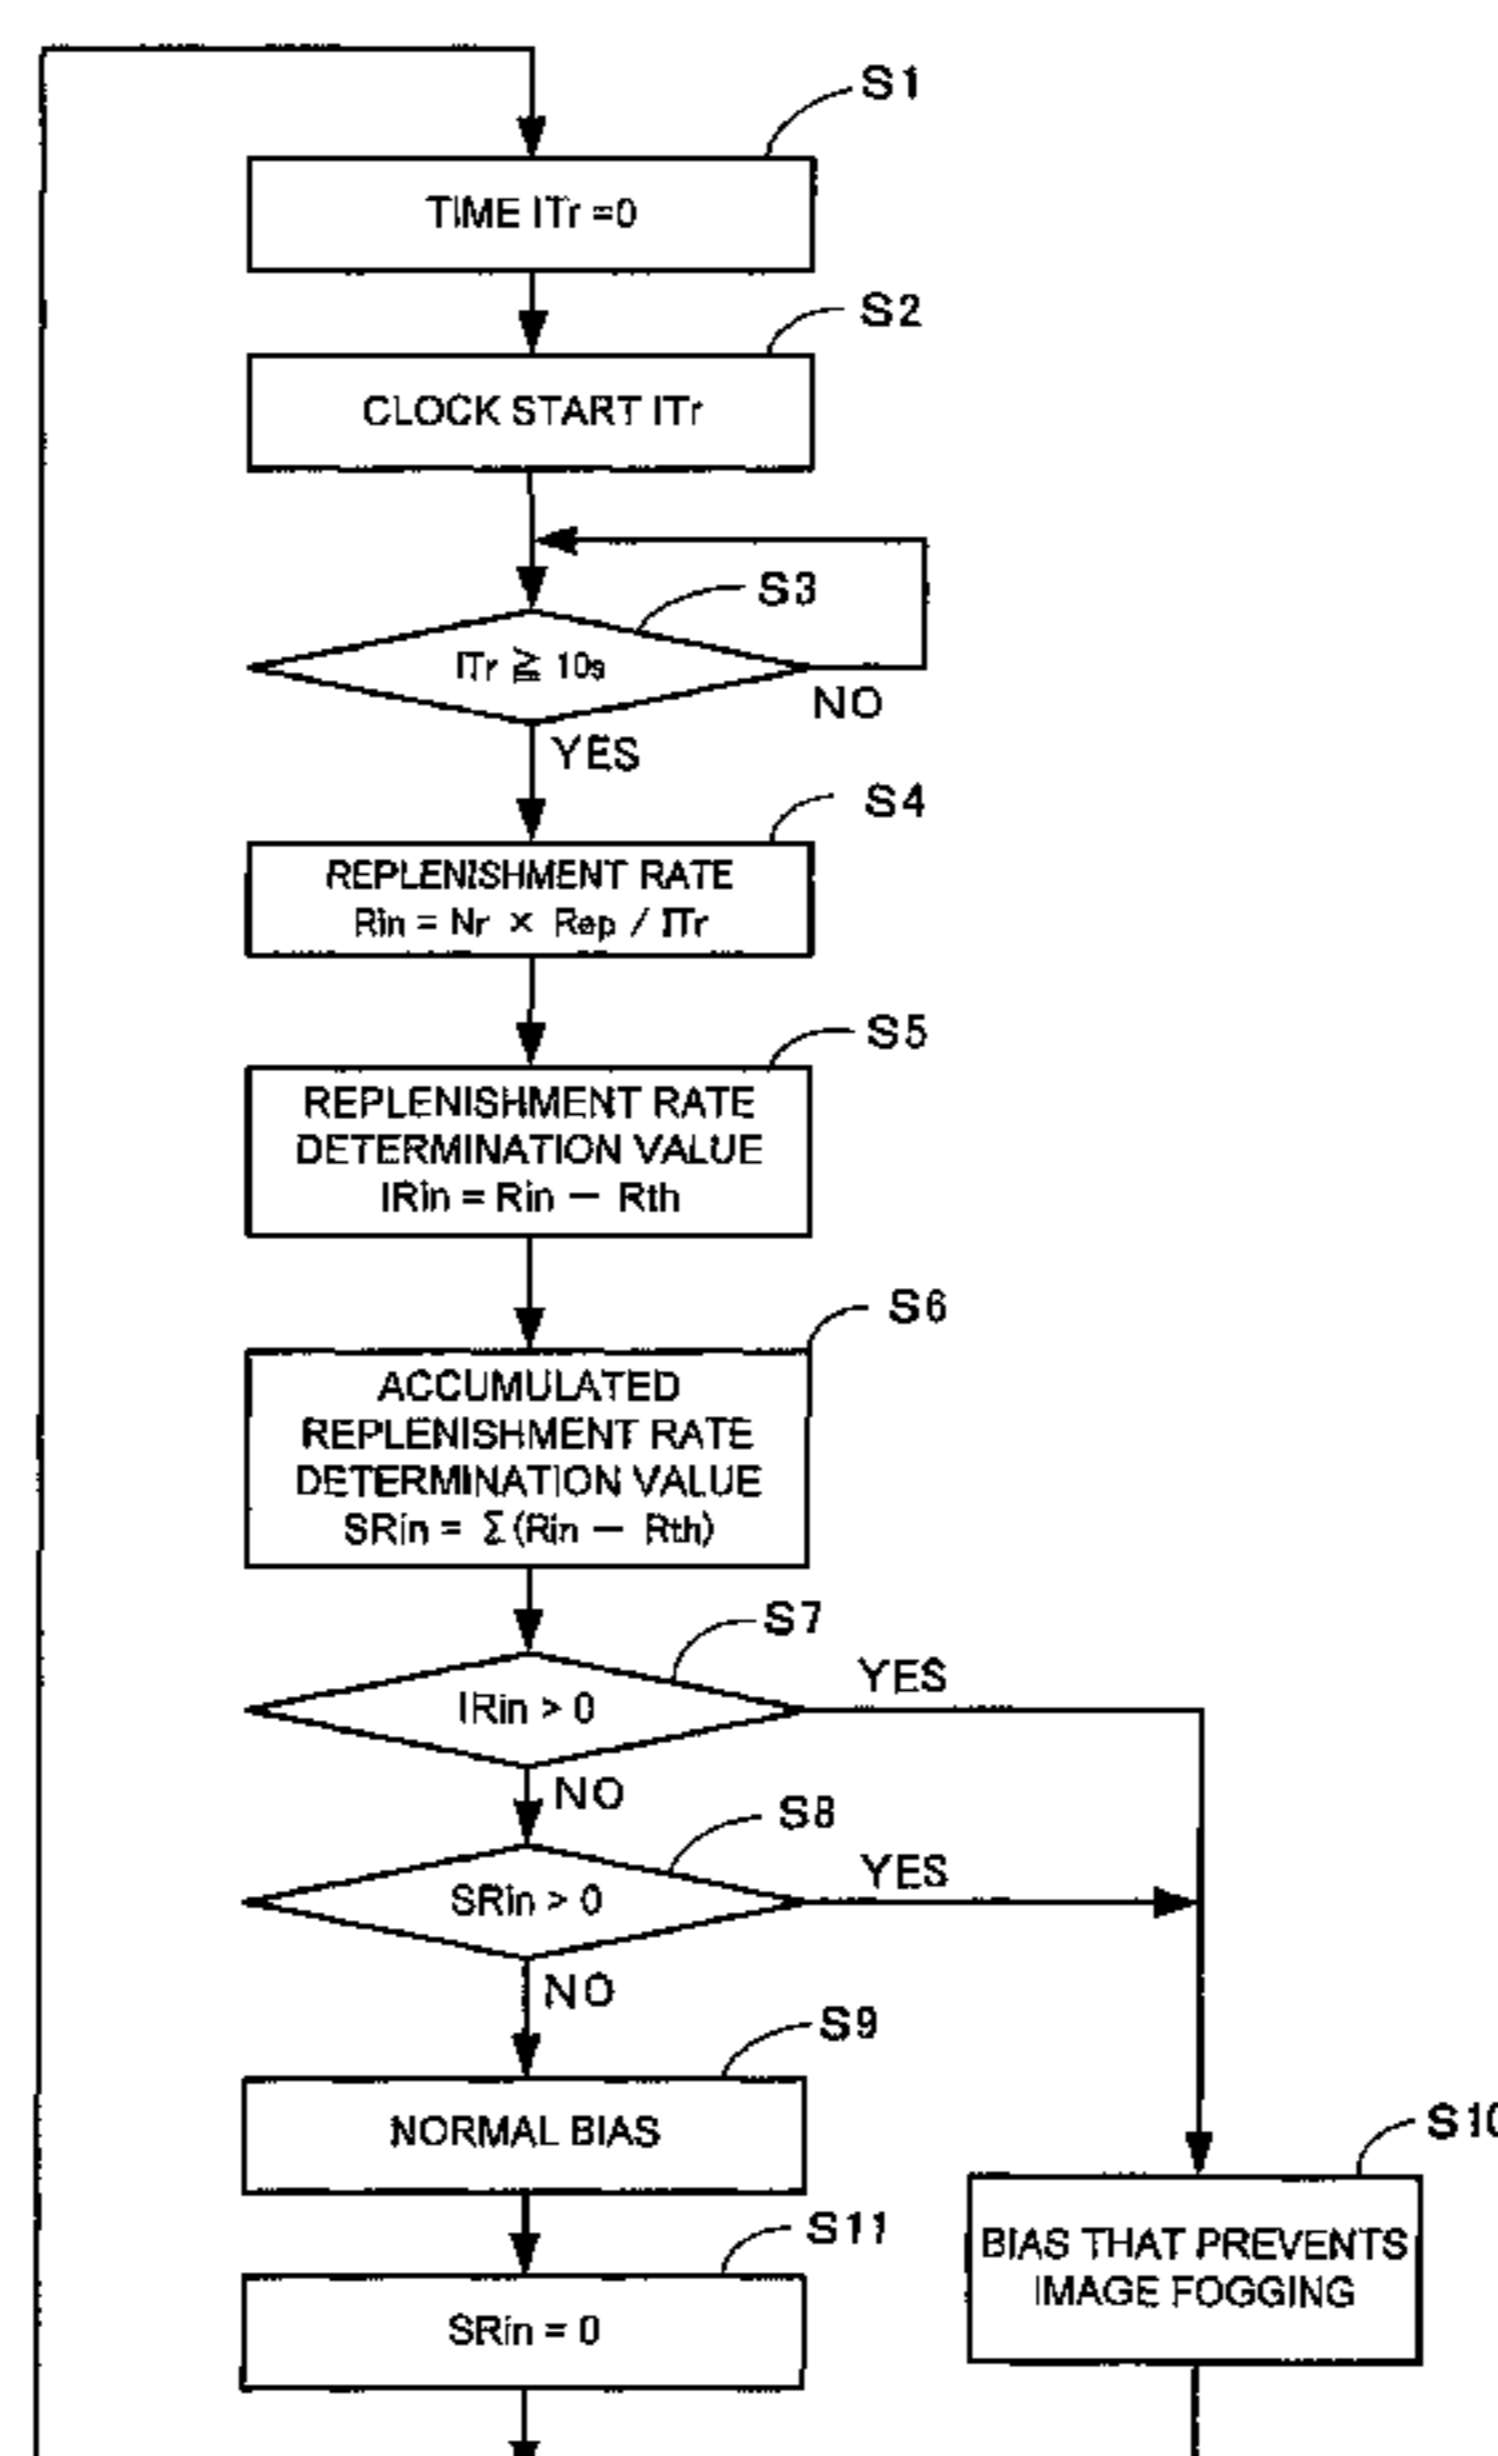 S1
TIME ITr =0
S2
CLOCK START ITr
S3
ITr ≧ 10s
NO
YES
S4
REPLENISHMENT RATE
Rin = Nr × Rep / ITr
S5
REPLENISHMENT RATE
DETERMINATION VALUE
IRin = Rin − Rth
S6
ACCUMULATED
REPLENISHMENT RATE
DETERMINATION VALUE
SRin = Σ(Rin − Rth)
S7
IRin > 0
YES
NO
S8
SRin > 0
YES
NO
S9
NORMAL BIAS
S10
BIAS THAT PREVENTS
IMAGE FOGGING
S11
SRin = 0